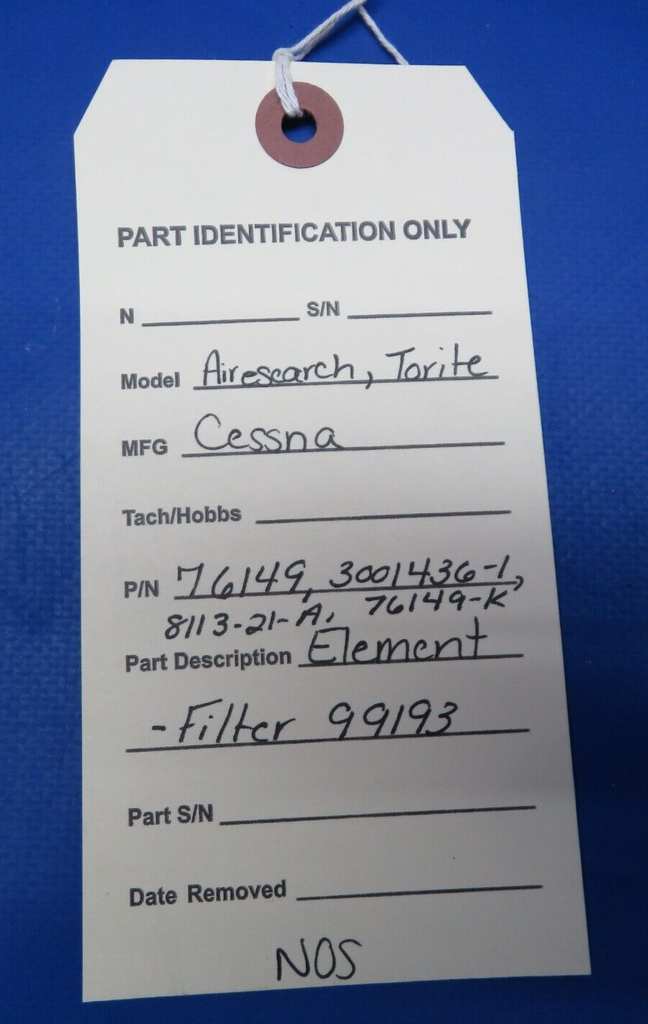 PART IDENTIFICATION ONLY
N S/N
Model Airesearch, Torite
MFG Cessna
Tach/Hobbs
P/N 76149, 3001436-1,
8113-21-A, 76149-K
Part Description Element
-Filter 99193
Part S/N
Date Removed
NOS